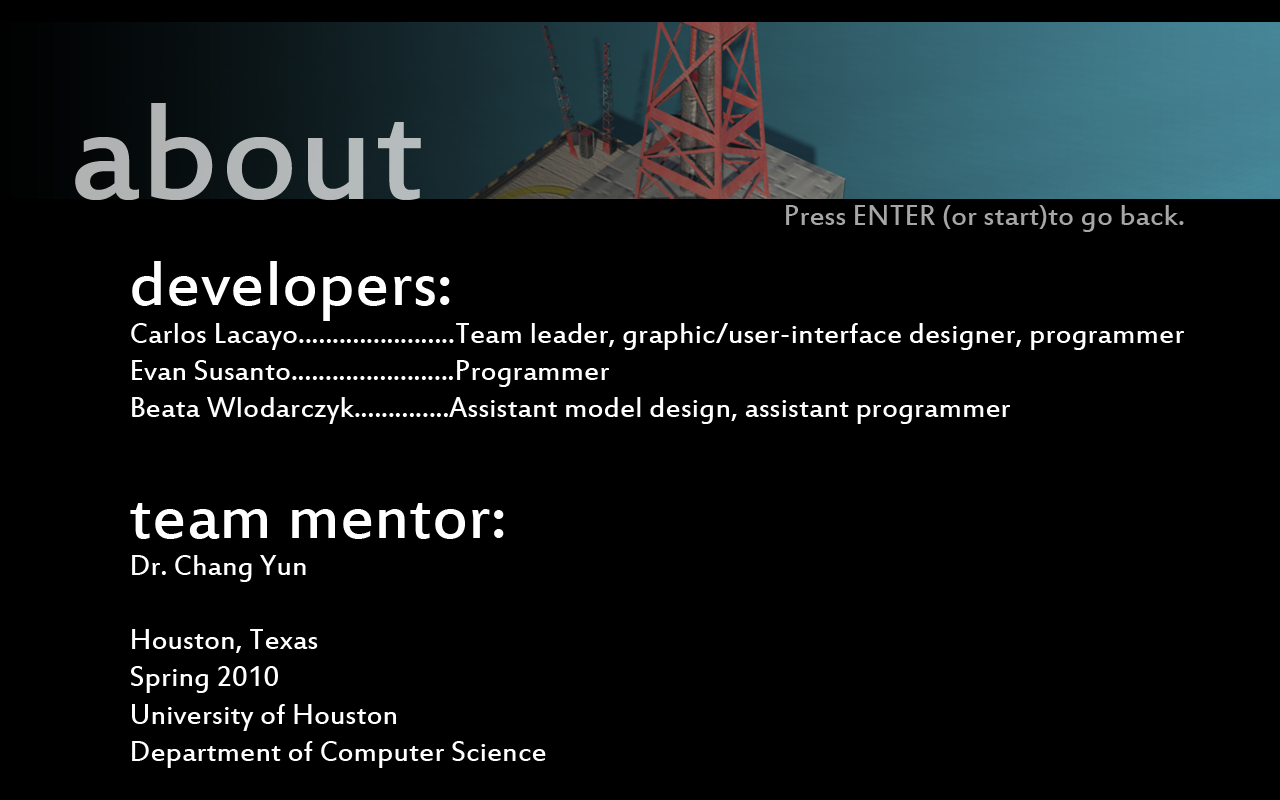 about
Press ENTER (or start)to go back.
developers:
Carlos Lacayo.......................Team leader, graphic/user-interface designer, programmer
Evan Susanto........................Programmer
Beata Wlodarczyk..............Assistant model design, assistant programmer
team mentor:
Dr. Chang Yun
Houston, Texas
Spring 2010
University of Houston
Department of Computer Science